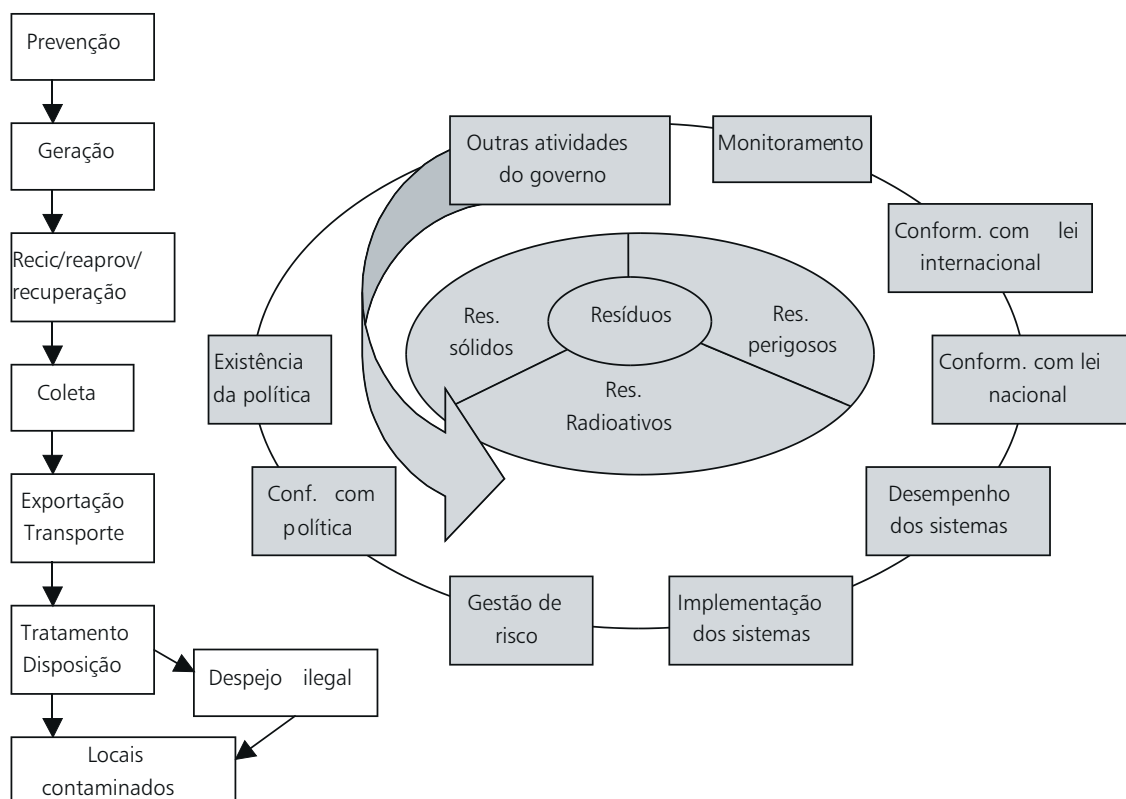 Prevenção
Geração
Recic/reaprov/
recuperação
Coleta
Exportação
Transporte
Tratamento
Disposição
Despejo ilegal
Locais
contaminados
Outras atividades
do governo
Monitoramento
Conform. com lei
internacional
Conform. com lei
nacional
Desempenho
dos sistemas
Implementação
dos sistemas
Gestão de
risco
Conf. com
política
Existência
da política
Resíduos
Res.
sólidos
Res.
perigosos
Res.
Radioativos